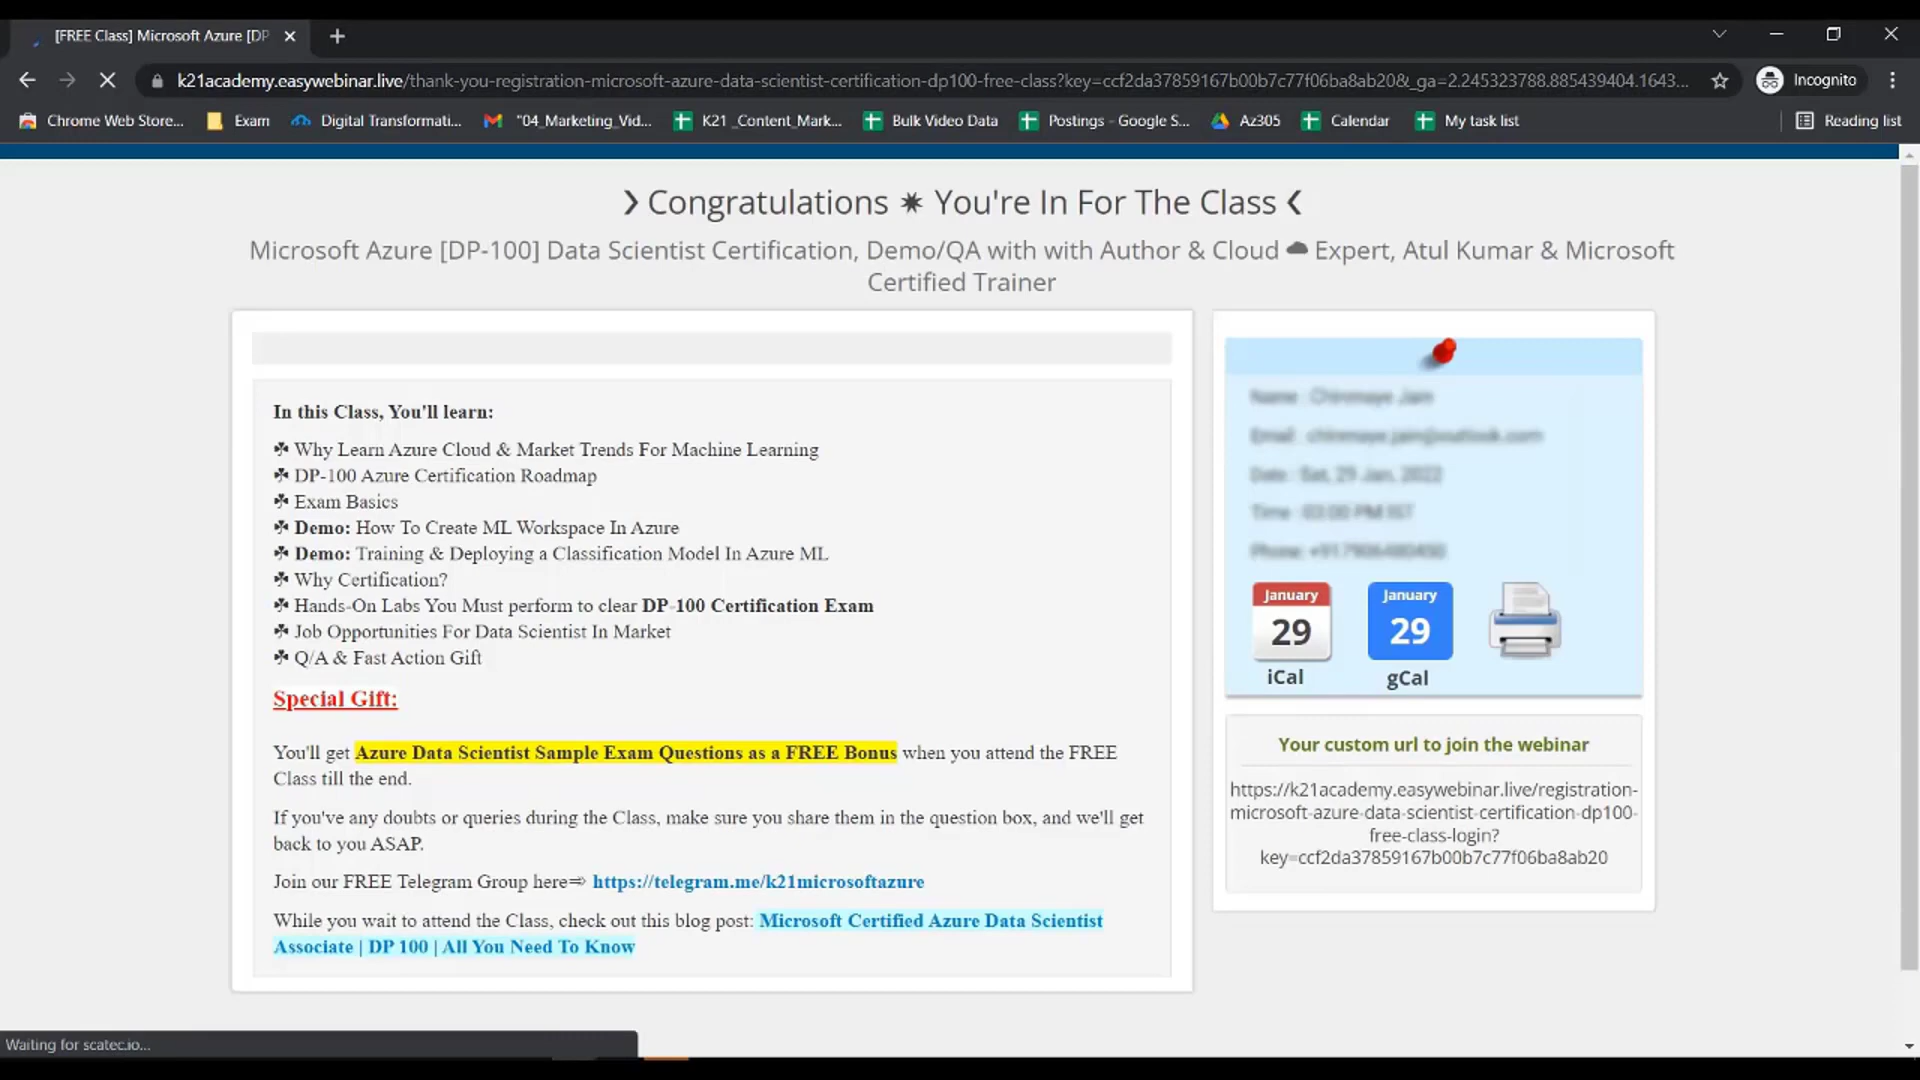 [FREE Class] Microsoft Azure [DP
k21academy.easywebinar.live/thank-you-registration-microsoft-azure-data-scientist-certification-dp100-free-class?key=ccf2da37859167b00b7c77f06ba8ab20&_ga=2.245323788.885439404.1643...
Incognito
Chrome Web Store...
Exam
Digital Transformati...
"04_Marketing_Vid...
K21 _Content_Mark...
Bulk Video Data
Postings - Google S...
Az305
Calendar
My task list
Reading list
Congratulations ✷ You're In For The Class
Microsoft Azure [DP-100] Data Scientist Certification, Demo/QA with with Author & Cloud ☁ Expert, Atul Kumar & Microsoft
Certified Trainer
In this Class, You'll learn:
☘ Why Learn Azure Cloud & Market Trends For Machine Learning
☘ DP-100 Azure Certification Roadmap
☘ Exam Basics
☘ Demo: How To Create ML Workspace In Azure
☘ Demo: Training & Deploying a Classification Model In Azure ML
☘ Why Certification?
☘ Hands-On Labs You Must perform to clear DP-100 Certification Exam
☘ Job Opportunities For Data Scientist In Market
☘ Q/A & Fast Action Gift
Special Gift:
You'll get Azure Data Scientist Sample Exam Questions as a FREE Bonus when you attend the FREE
Class till the end.
If you've any doubts or queries during the Class, make sure you share them in the question box, and we'll get
back to you ASAP.
Join our FREE Telegram Group here⇨ https://telegram.me/k21microsoftazure
While you wait to attend the Class, check out this blog post: Microsoft Certified Azure Data Scientist
Associate | DP 100 | All You Need To Know
January
29
iCal
January
29
gCal
Your custom url to join the webinar
https://k21academy.easywebinar.live/registration-
microsoft-azure-data-scientist-certification-dp100-
free-class-login?
key=ccf2da37859167b00b7c77f06ba8ab20
Waiting for scatec.io...